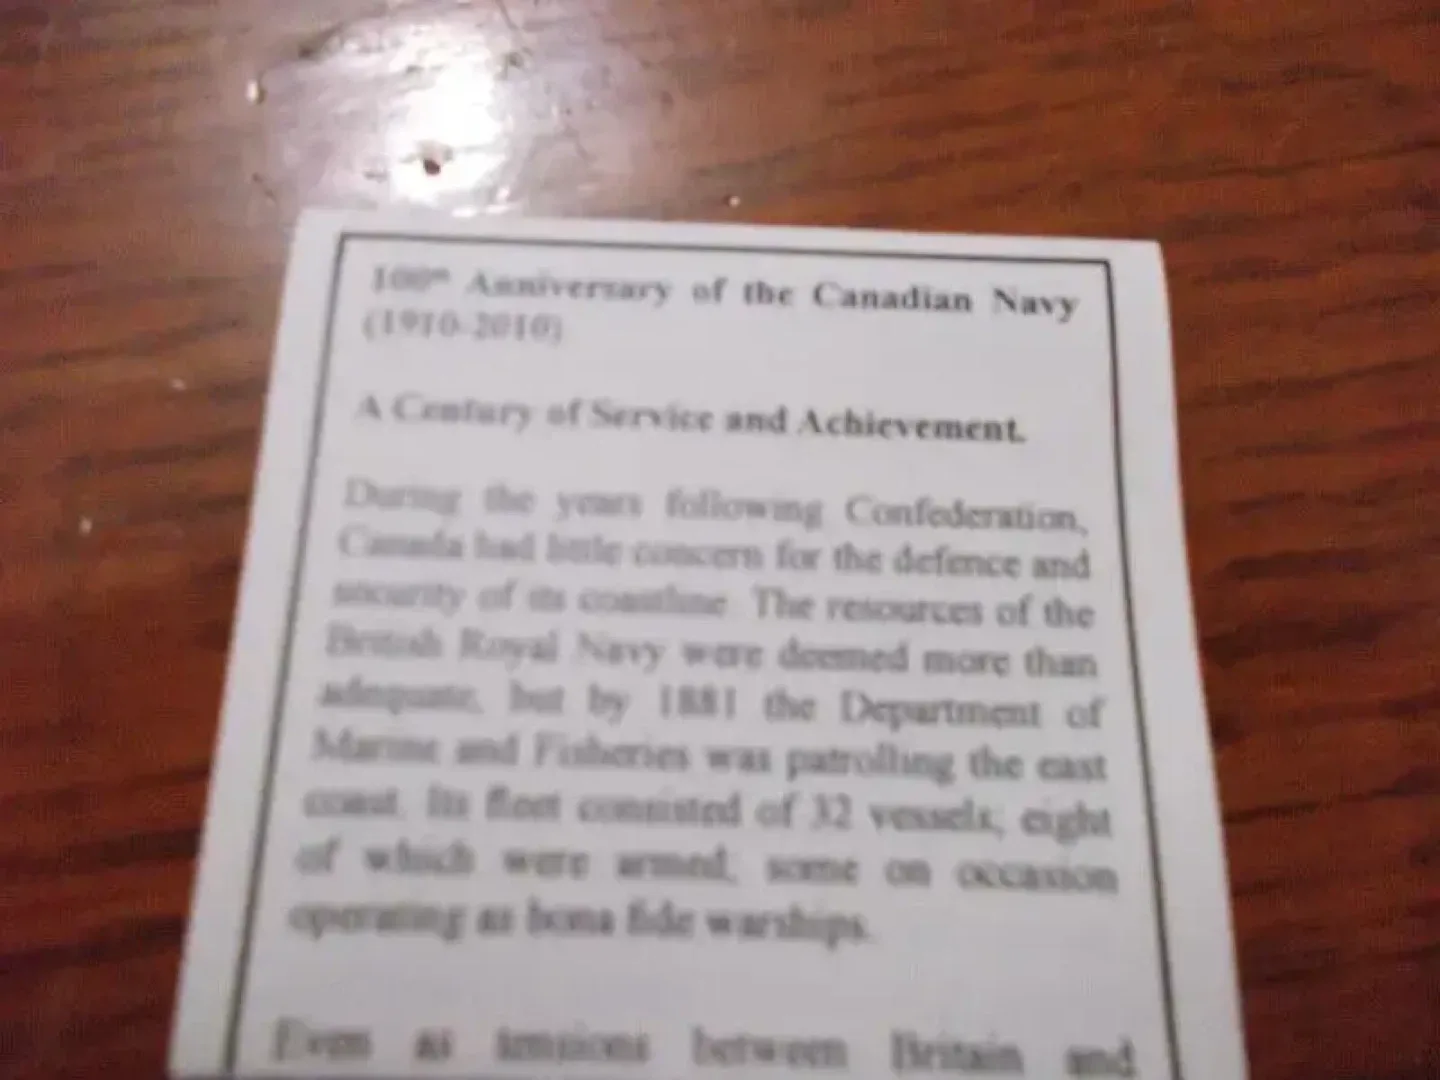 100th Anniversary of the Canadian Navy
(1910-2010)
A Century of Service and Achievement.
During the years following Confederation,
Canada had little concern for the defence and
security of its coastline. The resources of the
British Royal Navy were deemed more than
adequate, but by 1881 the Department of
Marine and Fisheries was patrolling the east
coast. Its fleet consisted of 32 vessels; eight
of which were armed, some on occasion
operating as bona fide warships.
Even as tensions between Britain and